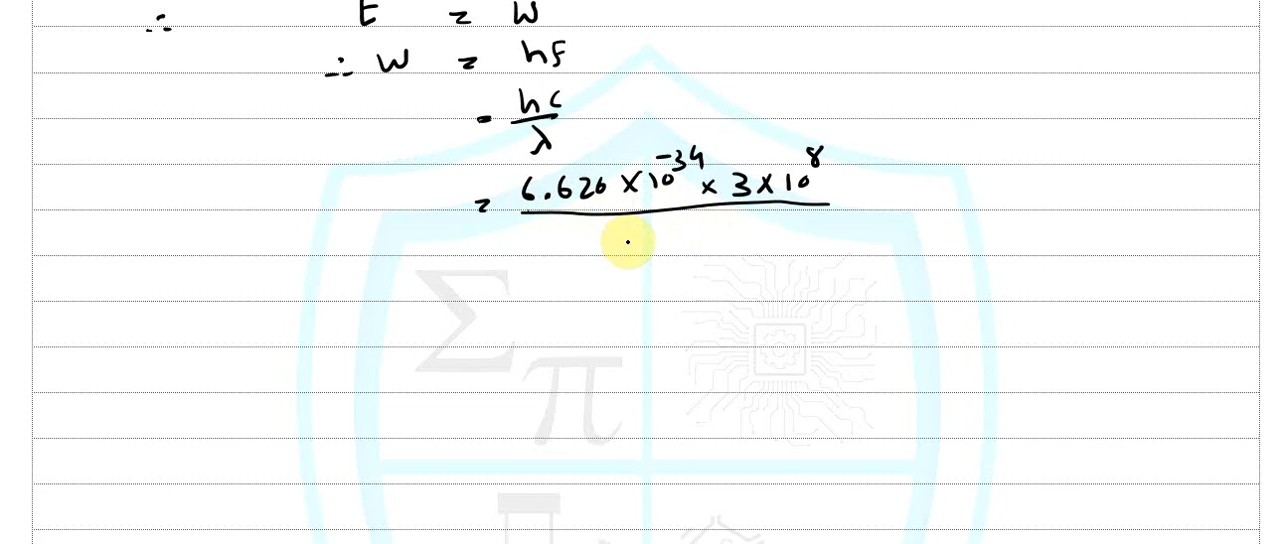 ∴ E = W
∴ W = hf
= hc/λ
= 6.626 × 10^-34 × 3 × 10^8
Σ
π